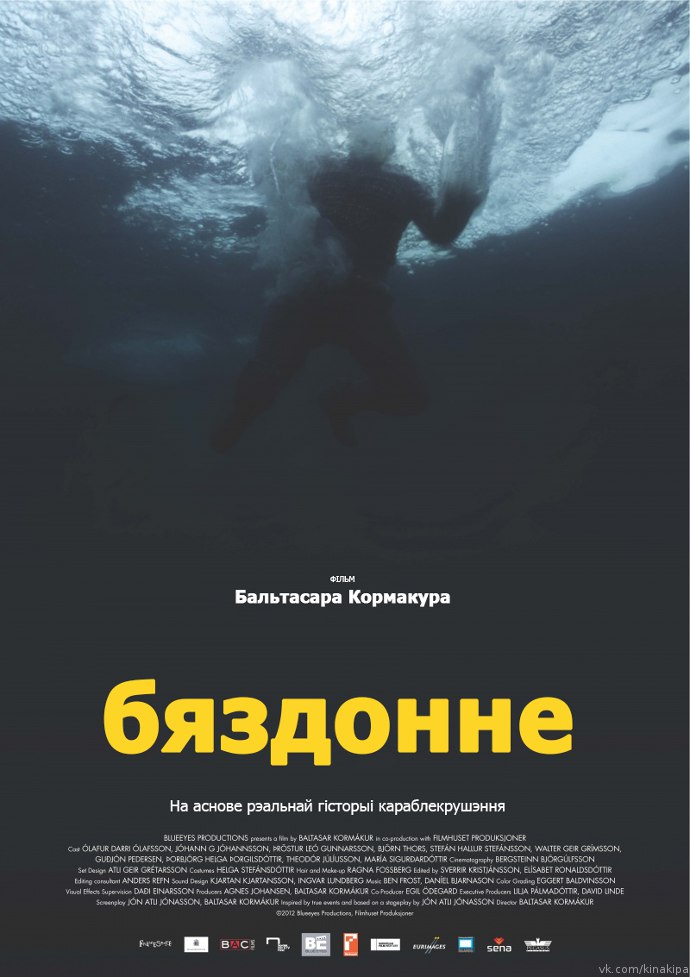 ФІЛЬМ
Бальтасара Кормакура
бяздонне
На аснове рэальнай гісторыі караблекрушэння
BLUEEYES PRODUCTIONS presents a film by BALTASAR KORMÁKUR in co-production with FILMHUSET PRODUKSJONER
Cast ÓLAFUR DARRI ÓLAFSSON, JÓHANN G JÓHANNSSON, ÞRÖSTUR LEÓ GUNNARSSON, BJÖRN THORS, STEFÁN HALLUR STEFÁNSSON, WALTER GEIR GRÍMSSON,
GUÐJÓN PEDERSEN, ÞORBJÖRG HELGA ÞORGILSDÓTTIR, THEODÓR JÚLÍUSSON, MARÍA SIGURÐARDÓTTIR Cinematography BERGSTEINN BJÖRGÚLFSSON
Set Design ATLI GEIR GRÉTARSSON Costumes HELGA STEFÁNSDÓTTIR Hair and Make-up RAGNA FOSSBERG Edited by SVERRIR KRISTJÁNSSON, ELÍSABET RONALDSDÓTTIR
Editing consultant ANDERS REFN Sound Design KJARTAN KJARTANSSON, INGVAR LUNDBERG Music BEN FROST, DANÍEL BJARNASON Color Grading EGGERT BALDVINSSON
Visual Effects Supervision DAÐI EINARSSON Producers AGNES JOHANSEN, BALTASAR KORMÁKUR Co-Producer EGIL ÖDEGÅRD Executive Producers LILJA PÁLMADÓTTIR, DAVID LINDE
Screenplay JÓN ATLI JÓNASSON, BALTASAR KORMÁKUR Inspired by true events and based on a stageplay by JÓN ATLI JÓNASSON Director BALTASAR KORMÁKUR
©2012 Blueeyes Productions, Filmhuset Produksjoner
BAC FILMS
BE
EURIMAGES
sena
vk.com/kinakipa